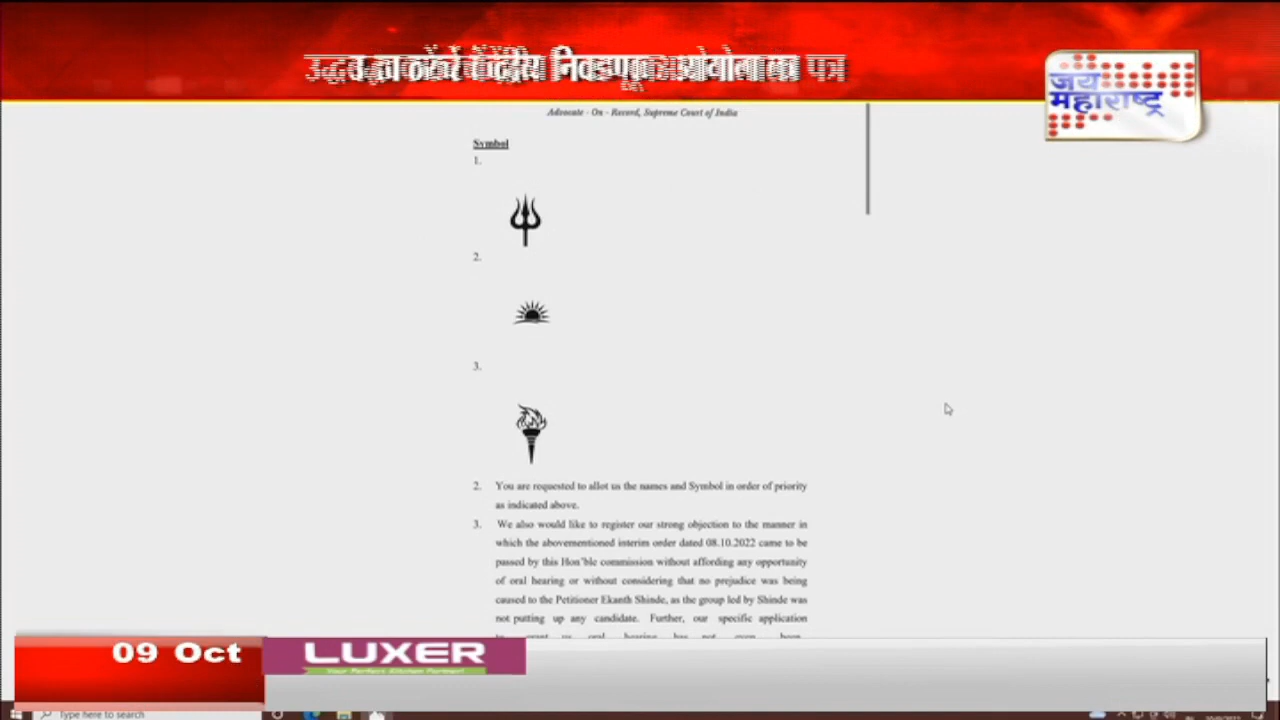 पत्र
जय
महाराष्ट्र
Advocate - On - Record, Supreme Court of India
Symbol
1.
2.
3.
2. You are requested to allot us the names and Symbol in order of priority
as indicated above.
3. We also would like to register our strong objection to the manner in
which the abovementioned interim order dated 08.10.2022 came to be
passed by this Hon'ble commission without affording any opportunity
of oral hearing or without considering that no prejudice was being
caused to the Petitioner Ekanth Shinde, as the group led by Shinde was
not putting up any candidate. Further, our specific application
09 Oct
LUXER
Your Perfect Kitchen Partner!
Type here to search